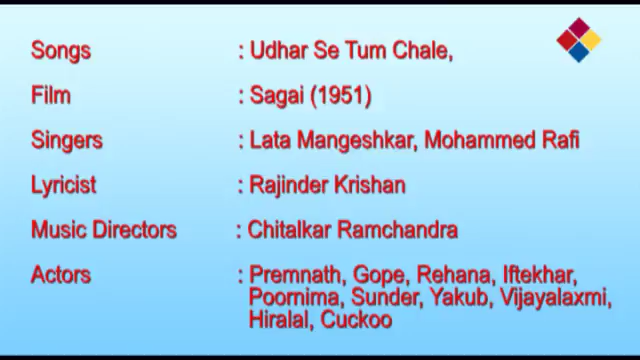 Songs : Udhar Se Tum Chale,
Film : Sagai (1951)
Singers : Lata Mangeshkar, Mohammed Rafi
Lyricist : Rajinder Krishan
Music Directors : Chitalkar Ramchandra
Actors : Premnath, Gope, Rehana, Iftekhar,
Poornima, Sunder, Yakub, Vijayalaxmi,
Hiralal, Cuckoo